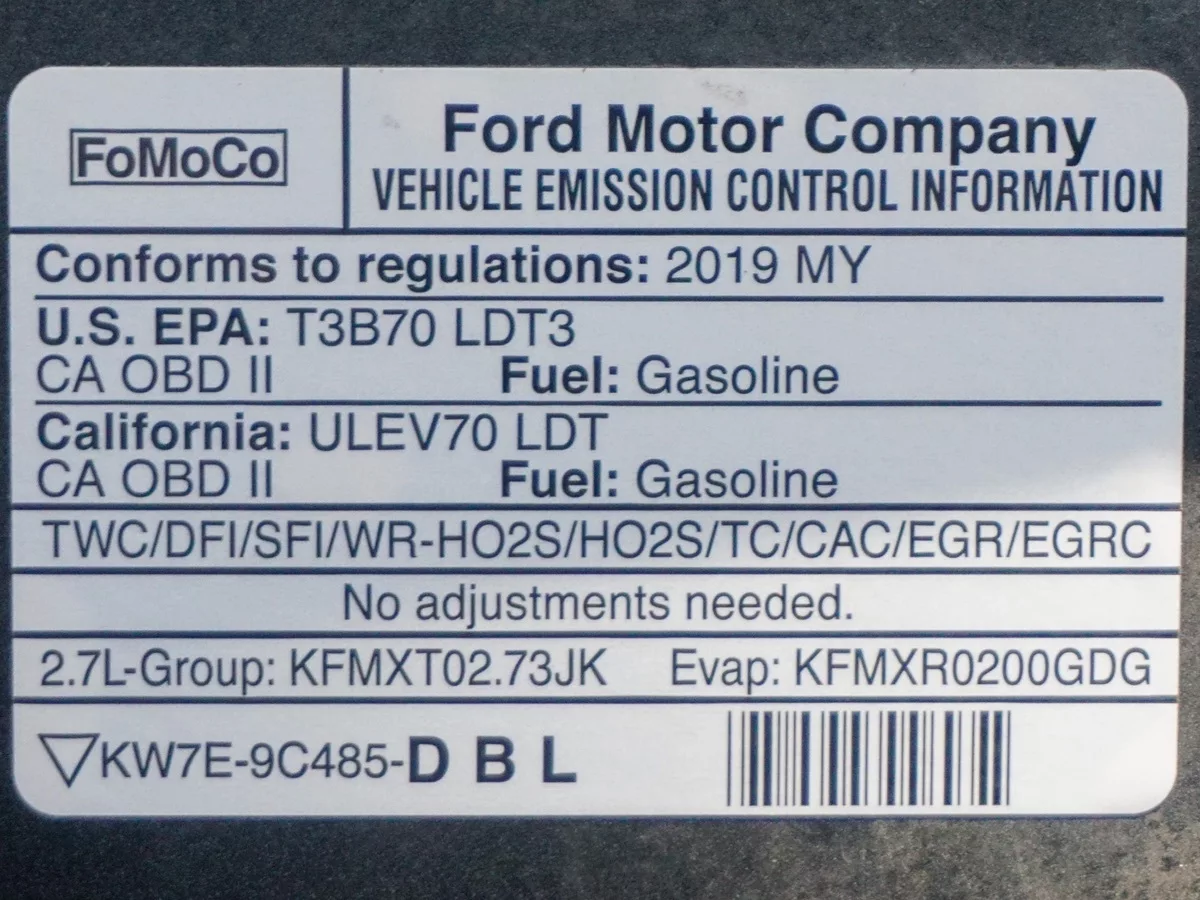 FoMoCo
Ford Motor Company
VEHICLE EMISSION CONTROL INFORMATION
Conforms to regulations: 2019 MY
U.S. EPA: T3B70 LDT3
CA OBD II Fuel: Gasoline
California: ULEV70 LDT
CA OBD II Fuel: Gasoline
TWC/DFI/SFI/WR-HO2S/HO2S/TC/CAC/EGR/EGRC
No adjustments needed.
2.7L-Group: KFMXT02.73JK Evap: KFMXR0200GDG
▽KW7E-9C485-D B L